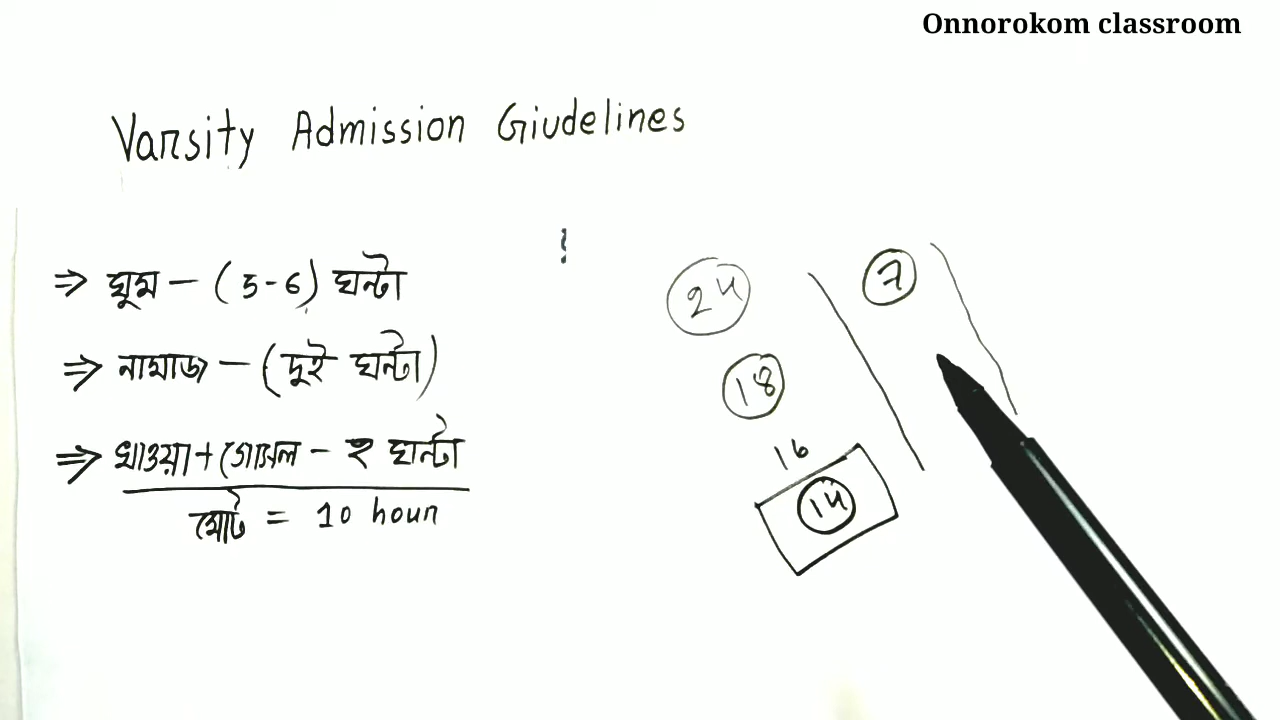 Onnorokom classroom
Varsity Admission Giudelines
⇒ ঘুম - (5-6) ঘন্টা
⇒ নামাজ - (দুই ঘন্টা)
⇒ খাওয়া + গোসল - ২ ঘন্টা
মোট = 10 hour
24
7
18
16
14